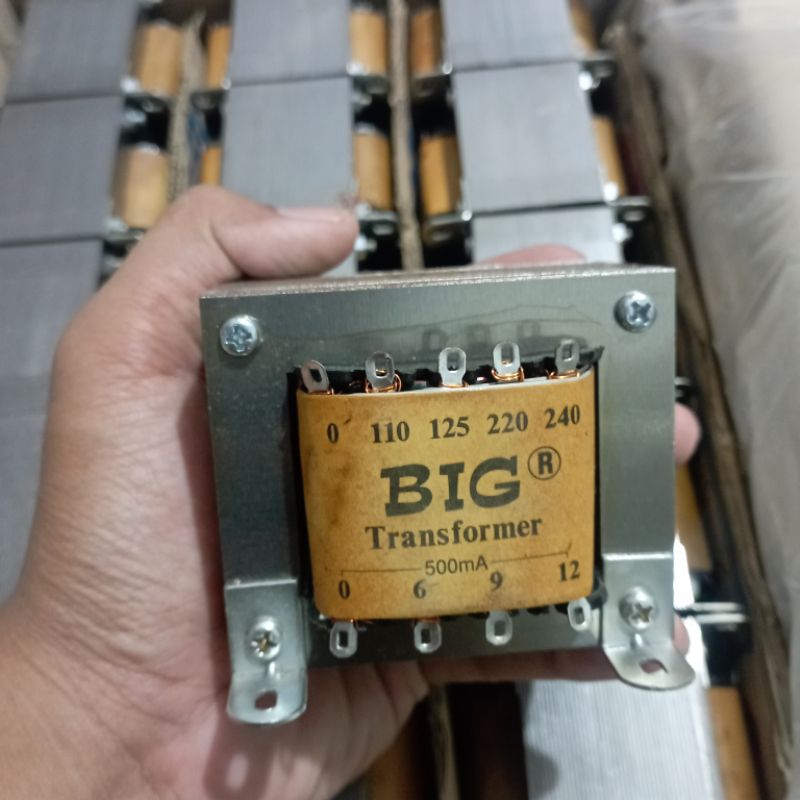 0 110 125 220 240
BIG ®
Transformer
500mA
0 6 9 12